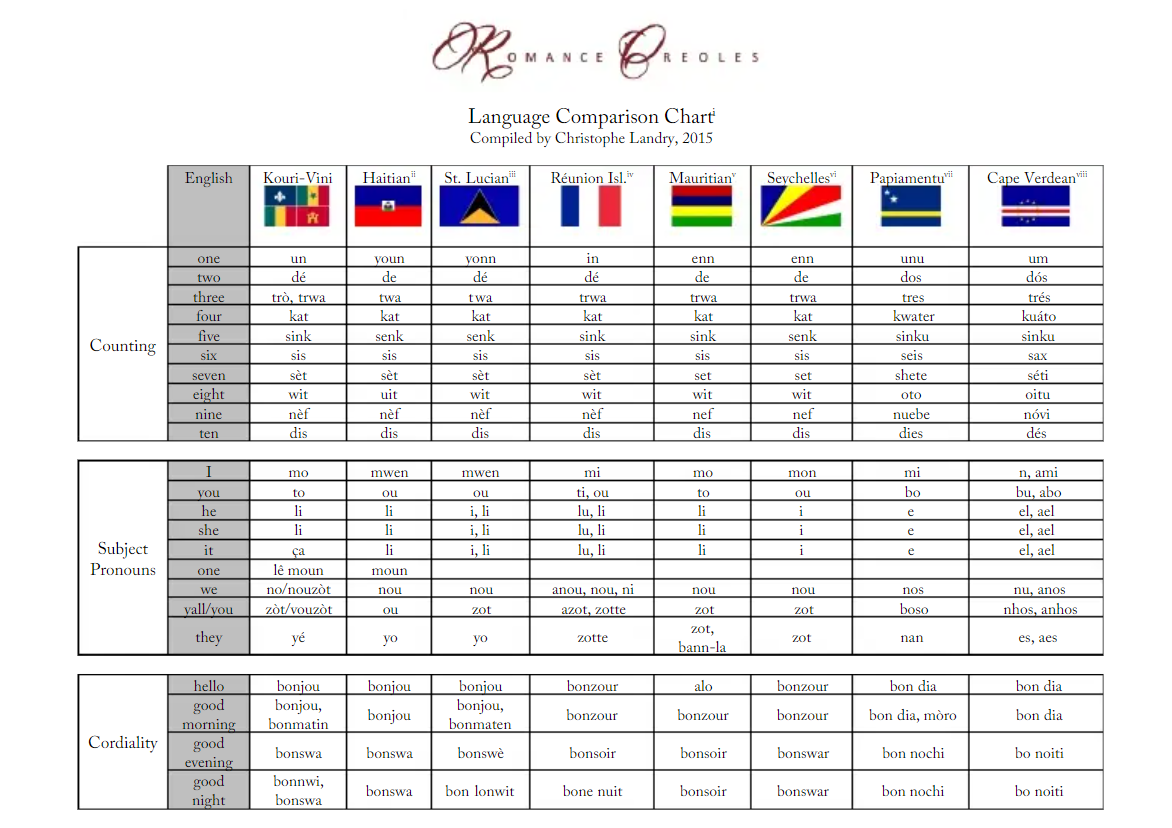 ROMANCE CREOLES
Language Comparison Chartⁱ
Compiled by Christophe Landry, 2015
English Kouri-Vini Haitianⁱⁱ St. Lucianⁱⁱⁱ Réunion Isl.ⁱᵛ Mauritianᵛ Seychellesᵛⁱ Papiamentuᵛⁱⁱ Cape Verdeanᵛⁱⁱⁱ
Counting
one un youn yonn in enn enn unu um
two dé de dé dé de de dos dós
three trò, trwa twa twa trwa trwa trwa tres trés
four kat kat kat kat kat kat kwater kuáto
five sink senk senk sink sink senk sinku sinku
six sis sis sis sis sis sis seis sax
seven sèt sèt sèt sèt set set shete séti
eight wit uit wit wit wit wit oto oitu
nine nèf nèf nèf nèf nef nef nuebe nóvi
ten dis dis dis dis dis dis dies dés
Subject
Pronouns
I mo mwen mwen mi mo mon mi n, ami
you to ou ou ti, ou to ou bo bu, abo
he li li i, li lu, li li i e el, ael
she li li i, li lu, li li i e el, ael
it ça li i, li lu, li li i e el, ael
one lê moun moun
we no/nouzòt nou nou anou, nou, ni nou nou nos nu, anos
yall/you zòt/vouzòt ou zot azot, zotte zot zot boso nhos, anhos
they yé yo yo zotte zot, bann-la zot nan es, aes
Cordiality
hello bonjou bonjou bonjou bonzour alo bonzour bon dia bon dia
good morning bonjou, bonmatin bonjou bonjou, bonmaten bonzour bonzour bonzour bon dia, mòro bon dia
good evening bonswa bonswa bonswè bonsoir bonsoir bonswar bon nochi bo noiti
good night bonnwi, bonswa bonswa bon lonwit bone nuit bonsoir bonswar bon nochi bo noiti